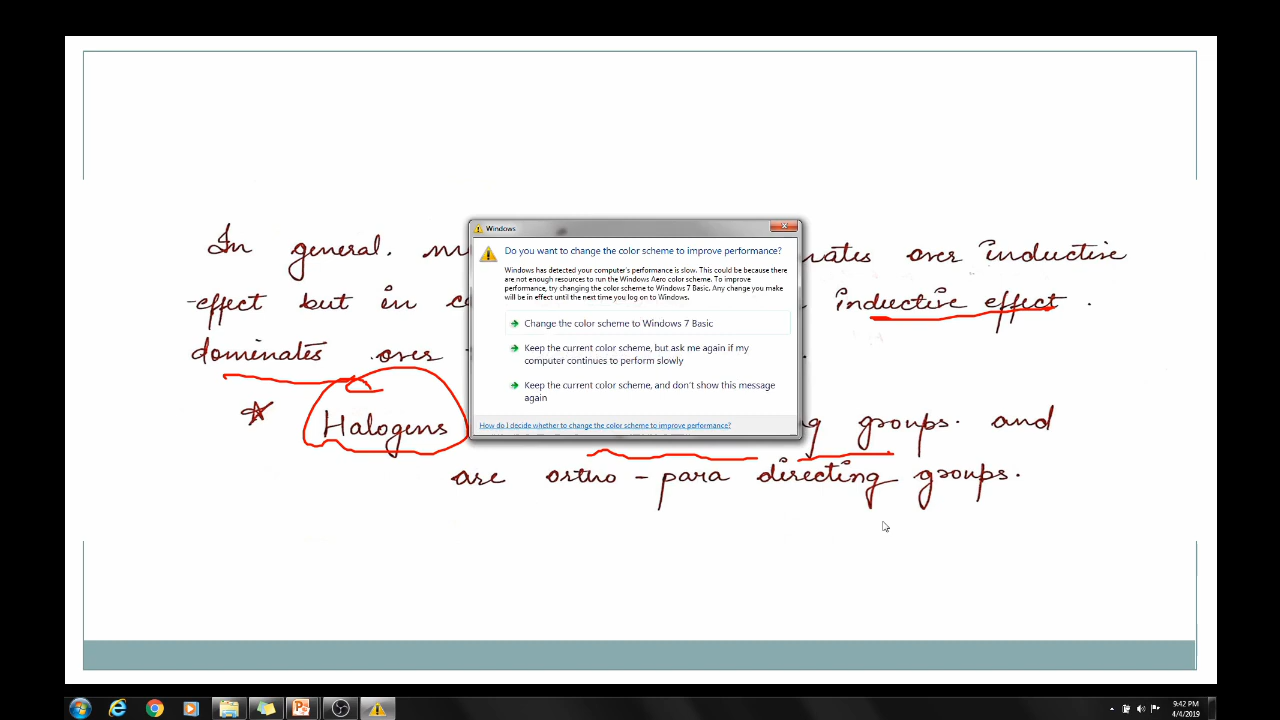 In general. ates over inductive
effect but in inductive effect.
dominates over
Halogens groups. and
are ortho - para directing groups.
Windows
Do you want to change the color scheme to improve performance?
Windows has detected your computer's performance is slow. This could be because there
are not enough resources to run the Windows Aero color scheme. To improve
performance, try changing the color scheme to Windows 7 Basic. Any change you make
will be in effect until the next time you log on to Windows.
Change the color scheme to Windows 7 Basic
Keep the current color scheme, but ask me again if my
computer continues to perform slowly
Keep the current color scheme, and don't show this message
again
How do I decide whether to change the color scheme to improve performance?
9:42 PM
4/4/2019